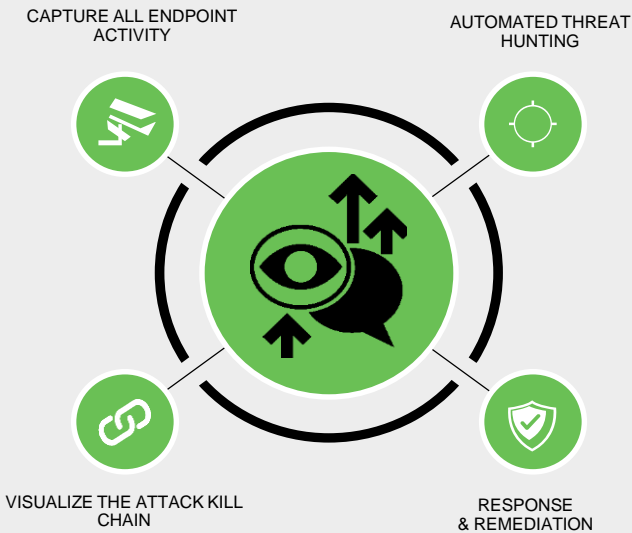 CAPTURE ALL ENDPOINT
ACTIVITY
AUTOMATED THREAT
HUNTING
VISUALIZE THE ATTACK KILL
CHAIN
RESPONSE
& REMEDIATION